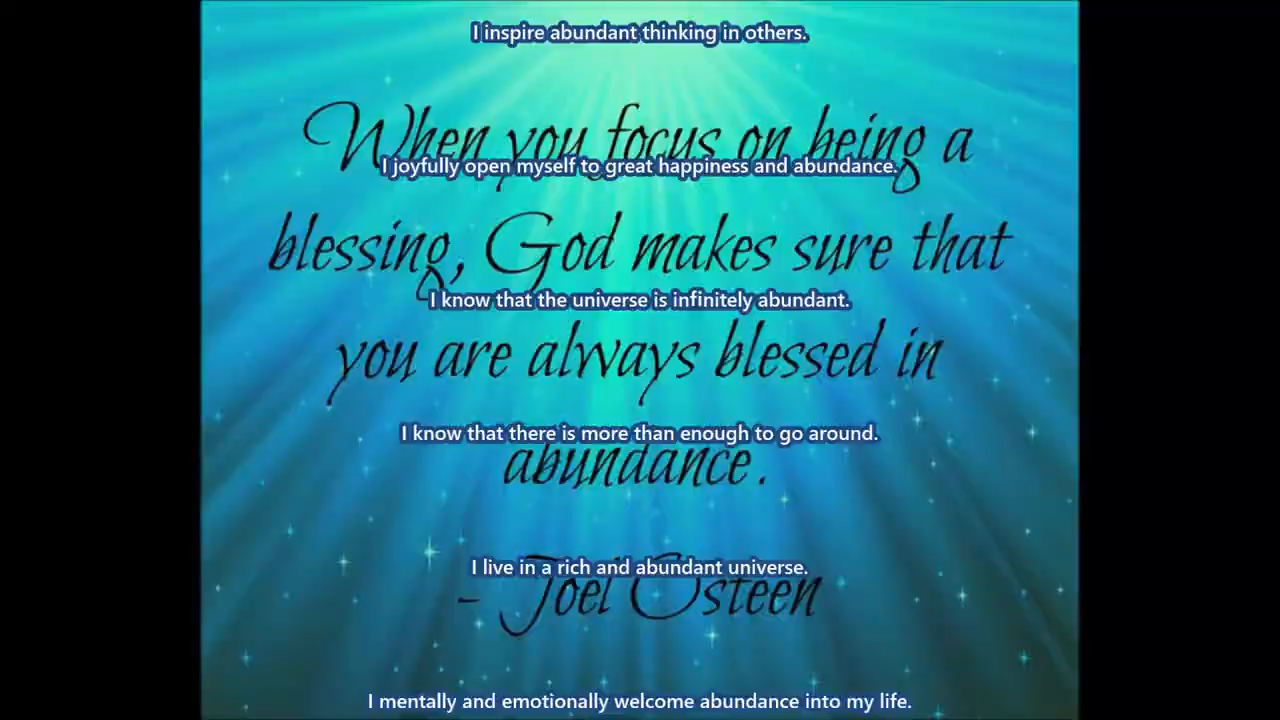 I inspire abundant thinking in others.
When you focus on being a
I joyfully open myself to great happiness and abundance.
blessing, God makes sure that
I know that the universe is infinitely abundant.
you are always blessed in
I know that there is more than enough to go around.
abundance.
I live in a rich and abundant universe.
- Joel Osteen
I mentally and emotionally welcome abundance into my life.